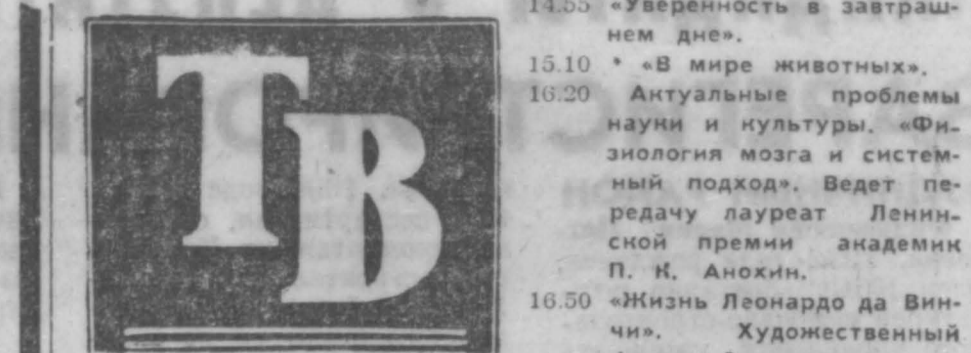 ТВ
14.55 «Уверенность в завтраш-
нем дне».
15.10 * «В мире животных».
16.20 Актуальные проблемы
науки и культуры. «Фи-
зиология мозга и систем-
ный подход». Ведет пе-
редачу лауреат Ленин-
ской премии академик
П. К. Анохин.
16.50 «Жизнь Леонардо да Вин-
чи». Художественный